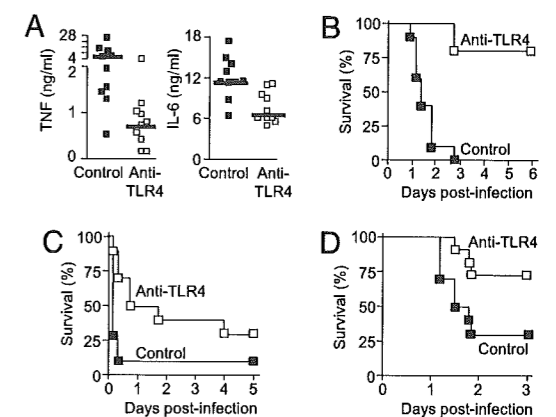 A
TNF (ng/ml)
28
16
4
2
1
0
Control Anti-
TLR4
IL-6 (ng/ml)
18
12
6
0
Control Anti-
TLR4
B
Survival (%)
100
75
50
25
0
Anti-TLR4
Control
0 1 2 3 4 5 6
Days post-infection
C
Survival (%)
100
75
50
25
0
Anti-TLR4
Control
0 1 2 3 4 5
Days post-infection
D
Survival (%)
100
75
50
25
0
Anti-TLR4
Control
0 1 2 3
Days post-infection